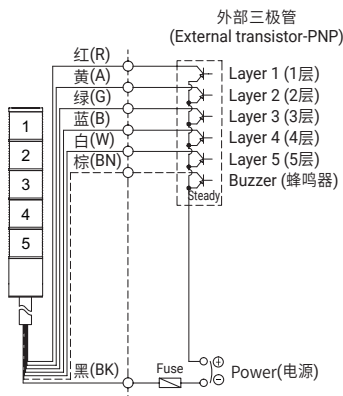 外部三极管
(External transistor-PNP)
红(R)
黄(A)
绿(G)
蓝(B)
白(W)
棕(BN)
Layer 1 (1层)
Layer 2 (2层)
Layer 3 (3层)
Layer 4 (4层)
Layer 5 (5层)
Buzzer (蜂鸣器)
Steady
1
2
3
4
5
黑(BK)
Fuse
+
−
Power(电源)